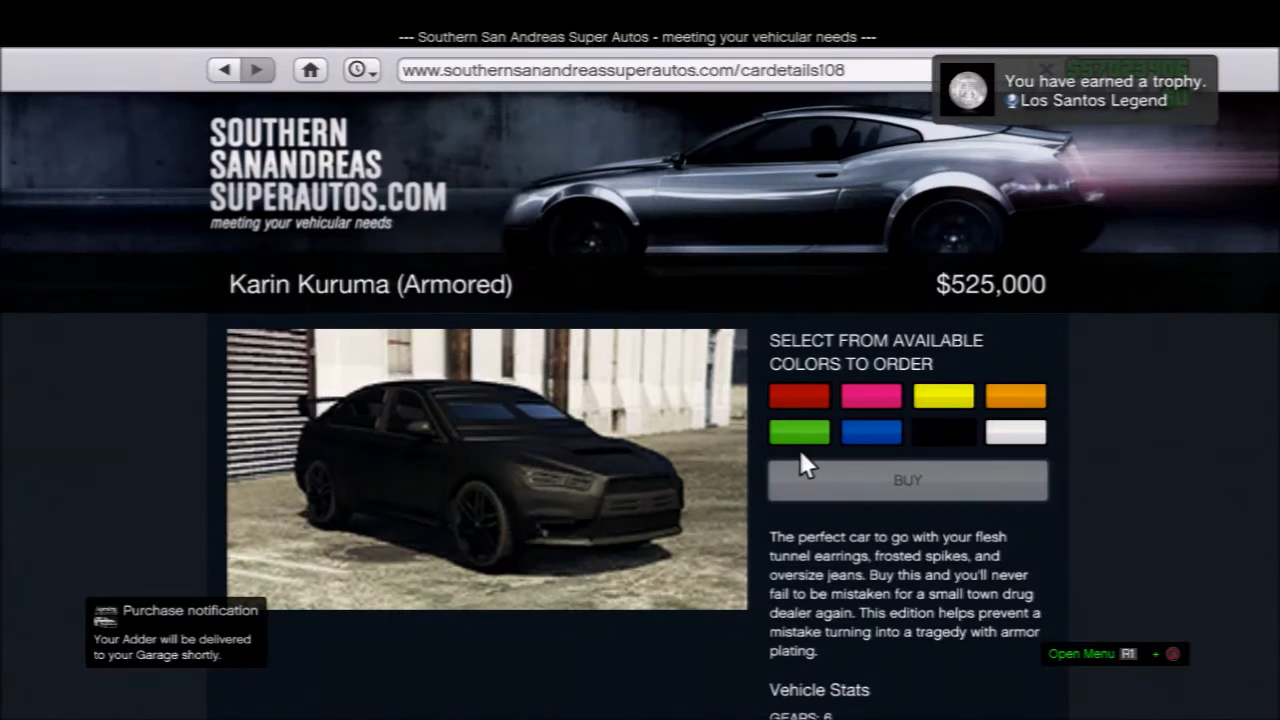 --- Southern San Andreas Super Autos - meeting your vehicular needs ---
www.southernsanandreassuperautos.com/cardetails108
You have earned a trophy.
Los Santos Legend
SOUTHERN
SANANDREAS
SUPERAUTOS.COM
meeting your vehicular needs
Karin Kuruma (Armored)
$525,000
SELECT FROM AVAILABLE
COLORS TO ORDER
BUY
The perfect car to go with your flesh
tunnel earrings, frosted spikes, and
oversize jeans. Buy this and you'll never
fail to be mistaken for a small town drug
dealer again. This edition helps prevent a
mistake turning into a tragedy with armor
plating.
Purchase notification
Your Adder will be delivered
to your Garage shortly.
Open Menu R1 +
Vehicle Stats
GEARS: 6